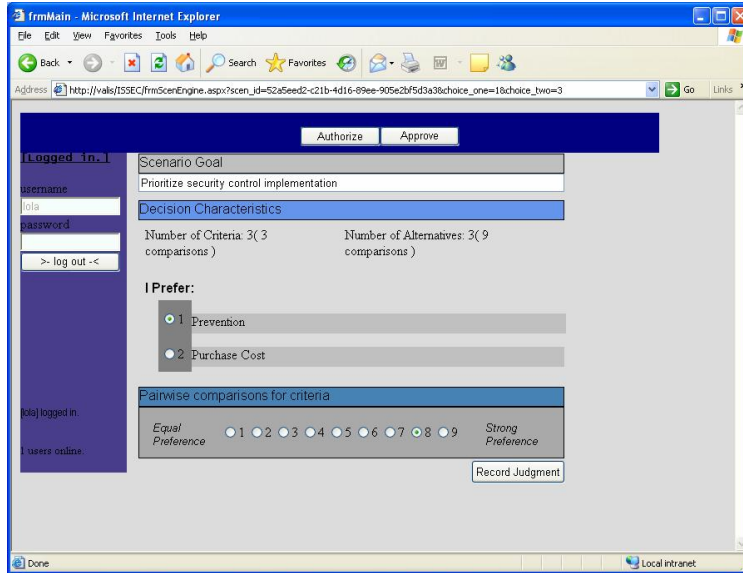 frmMain - Microsoft Internet Explorer
File Edit View Favorites Tools Help
Back Search Favorites
Address http://valis/ISSEC/frmScenEngine.aspx?scen_id=52a5eed2-c21b-4d16-89ee-905e2bf5d3a3&choice_one=1&choice_two=3 Go Links
Authorize Approve
[Logged in.]
username
lola
password
>- log out -<
[lola] logged in.
1 users online.
Scenario Goal
Prioritize security control implementation
Decision Characteristics
Number of Criteria: 3( 3 Number of Alternatives: 3( 9
comparisons ) comparisons )
I Prefer:
1 Prevention
2 Purchase Cost
Pairwise comparisons for criteria
Equal 1 2 3 4 5 6 7 8 9 Strong
Preference Preference
Record Judgment
Done Local intranet